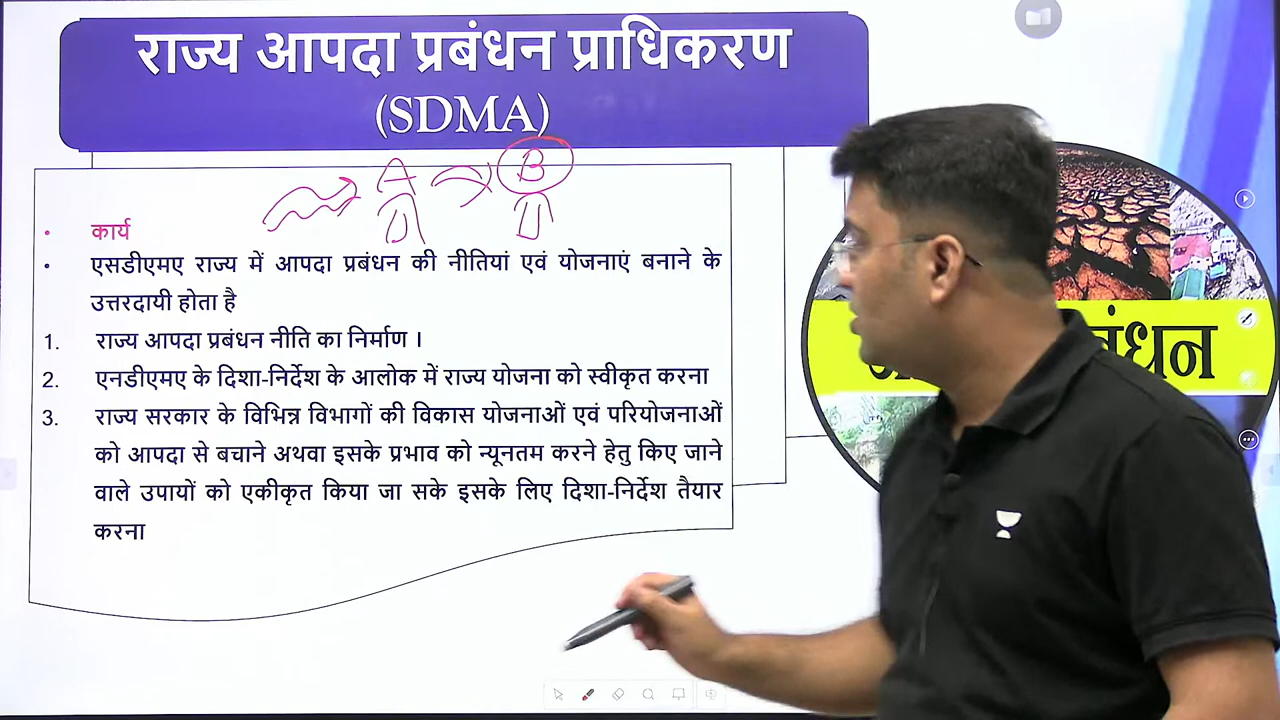 राज्य आपदा प्रबंधन प्राधिकरण
(SDMA)
A B
• कार्य
• एसडीएमए राज्य में आपदा प्रबंधन की नीतियां एवं योजनाएं बनाने के
उत्तरदायी होता है
1. राज्य आपदा प्रबंधन नीति का निर्माण ।
2. एनडीएमए के दिशा-निर्देश के आलोक में राज्य योजना को स्वीकृत करना
3. राज्य सरकार के विभिन्न विभागों की विकास योजनाओं एवं परियोजनाओं
को आपदा से बचाने अथवा इसके प्रभाव को न्यूनतम करने हेतु किए जाने
वाले उपायों को एकीकृत किया जा सके इसके लिए दिशा-निर्देश तैयार
करना